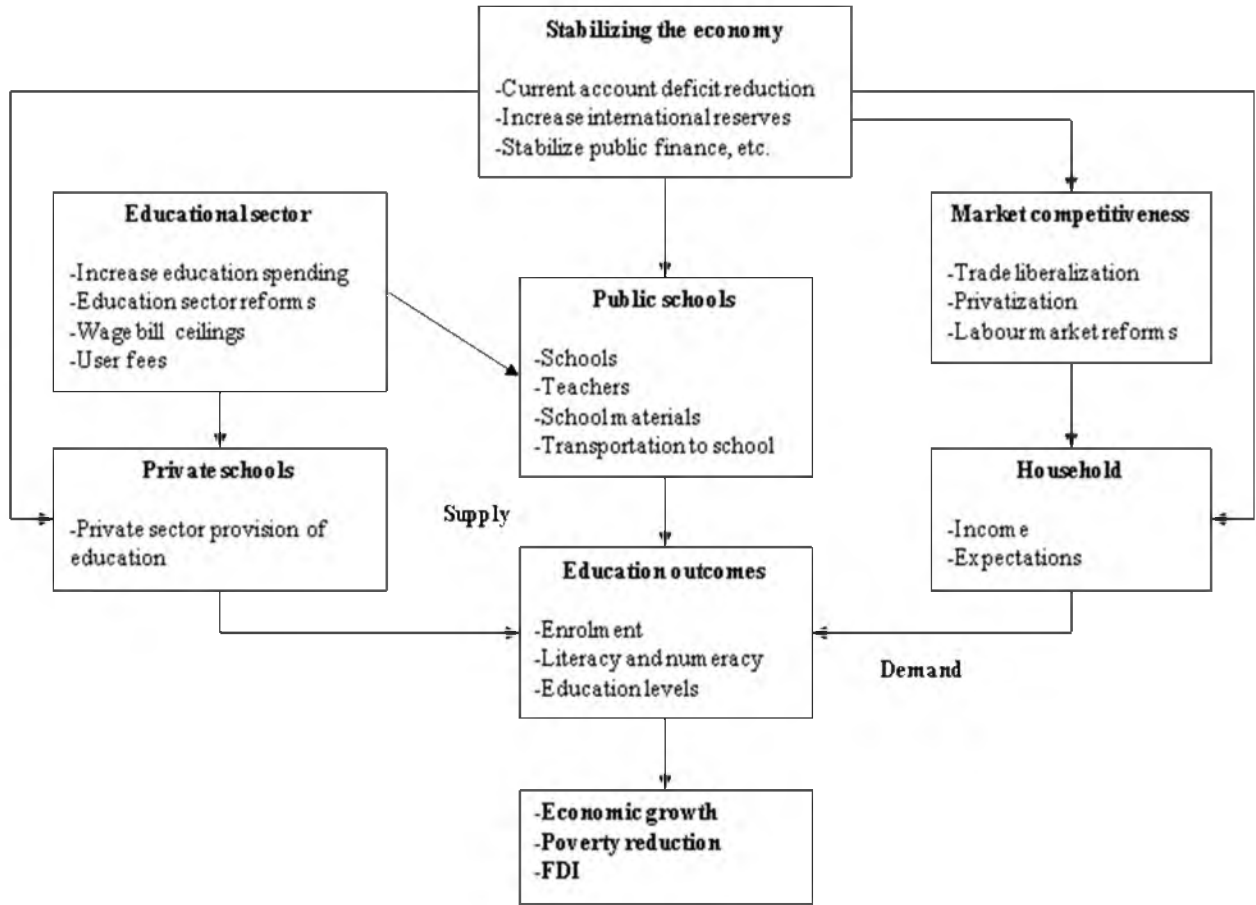 Stabilizing the economy
-Current account deficit reduction
-Increase international reserves
-Stabilize public finance, etc.
Educational sector
-Increase education spending
-Education sector reforms
-Wage bill ceilings
-User fees
Market competitiveness
-Trade liberalization
-Privatization
-Labour market reforms
Public schools
-Schools
-Teachers
-School materials
-Transportation to school
Private schools
-Private sector provision of
education
Supply
Household
-Income
-Expectations
Education outcomes
-Enrolment
-Literacy and numeracy
-Education levels
Demand
-Economic growth
-Poverty reduction
-FDI